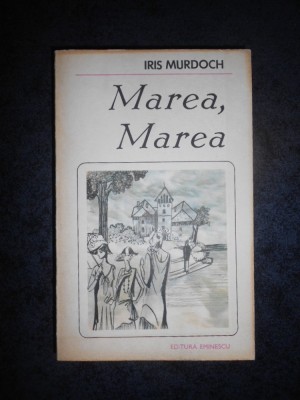 IRIS MURDOCH
Marea,
Marea
EDITURA EMINESCU